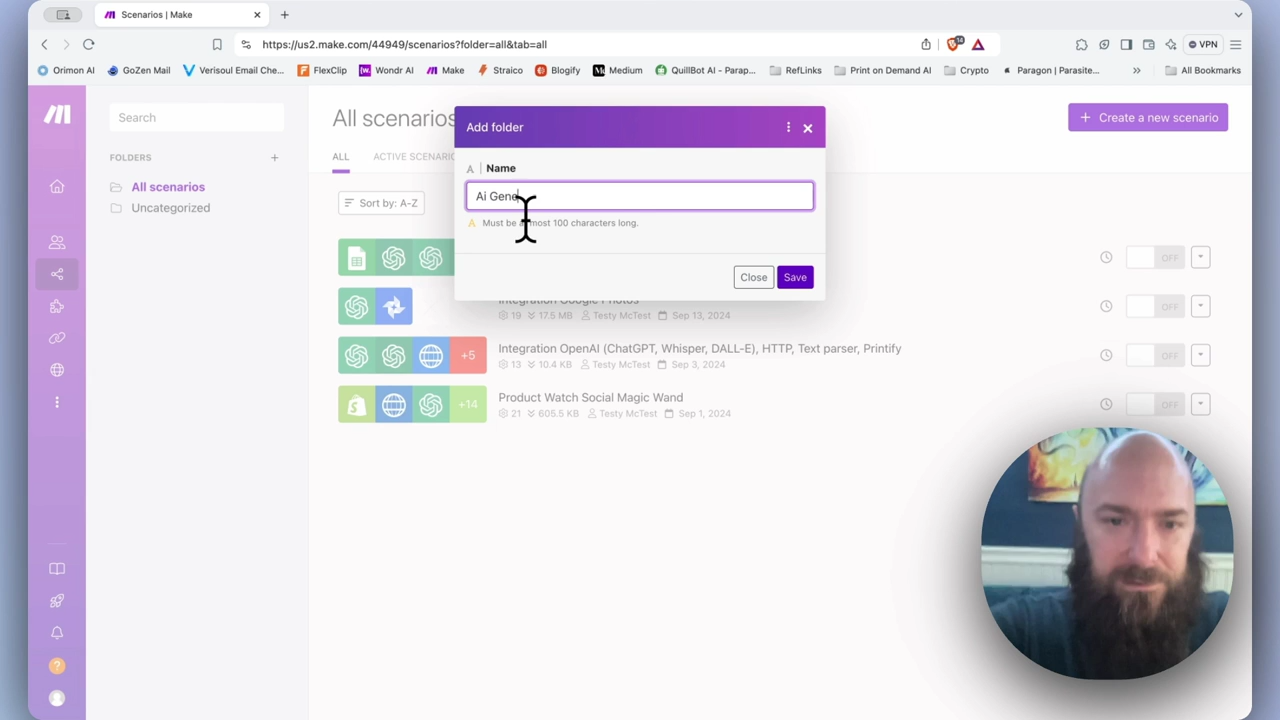 Scenarios | Make
https://us2.make.com/44949/scenarios?folder=all&tab=all
14
VPN
Orimon AI
GoZen Mail
Verisoul Email Che...
FlexClip
Wondr AI
Make
Straico
Blogify
Medium
QuillBot AI - Parap...
RefLinks
Print on Demand AI
Crypto
Paragon | Parasite...
All Bookmarks
Search
FOLDERS
All scenarios
Uncategorized
All scenarios
Create a new scenario
ALL
ACTIVE SCENARIO
Sort by: A-Z
Add folder
A
Name
Ai Gene
Must be most 100 characters long.
Close
Save
OFF
Integration Google Photos
19 17.5 MB Testy McTest Sep 13, 2024
OFF
+5
Integration OpenAI (ChatGPT, Whisper, DALL-E), HTTP, Text parser, Printify
13 10.4 KB Testy McTest Sep 3, 2024
OFF
+14
Product Watch Social Magic Wand
21 605.5 KB Testy McTest Sep 1, 2024
OFF